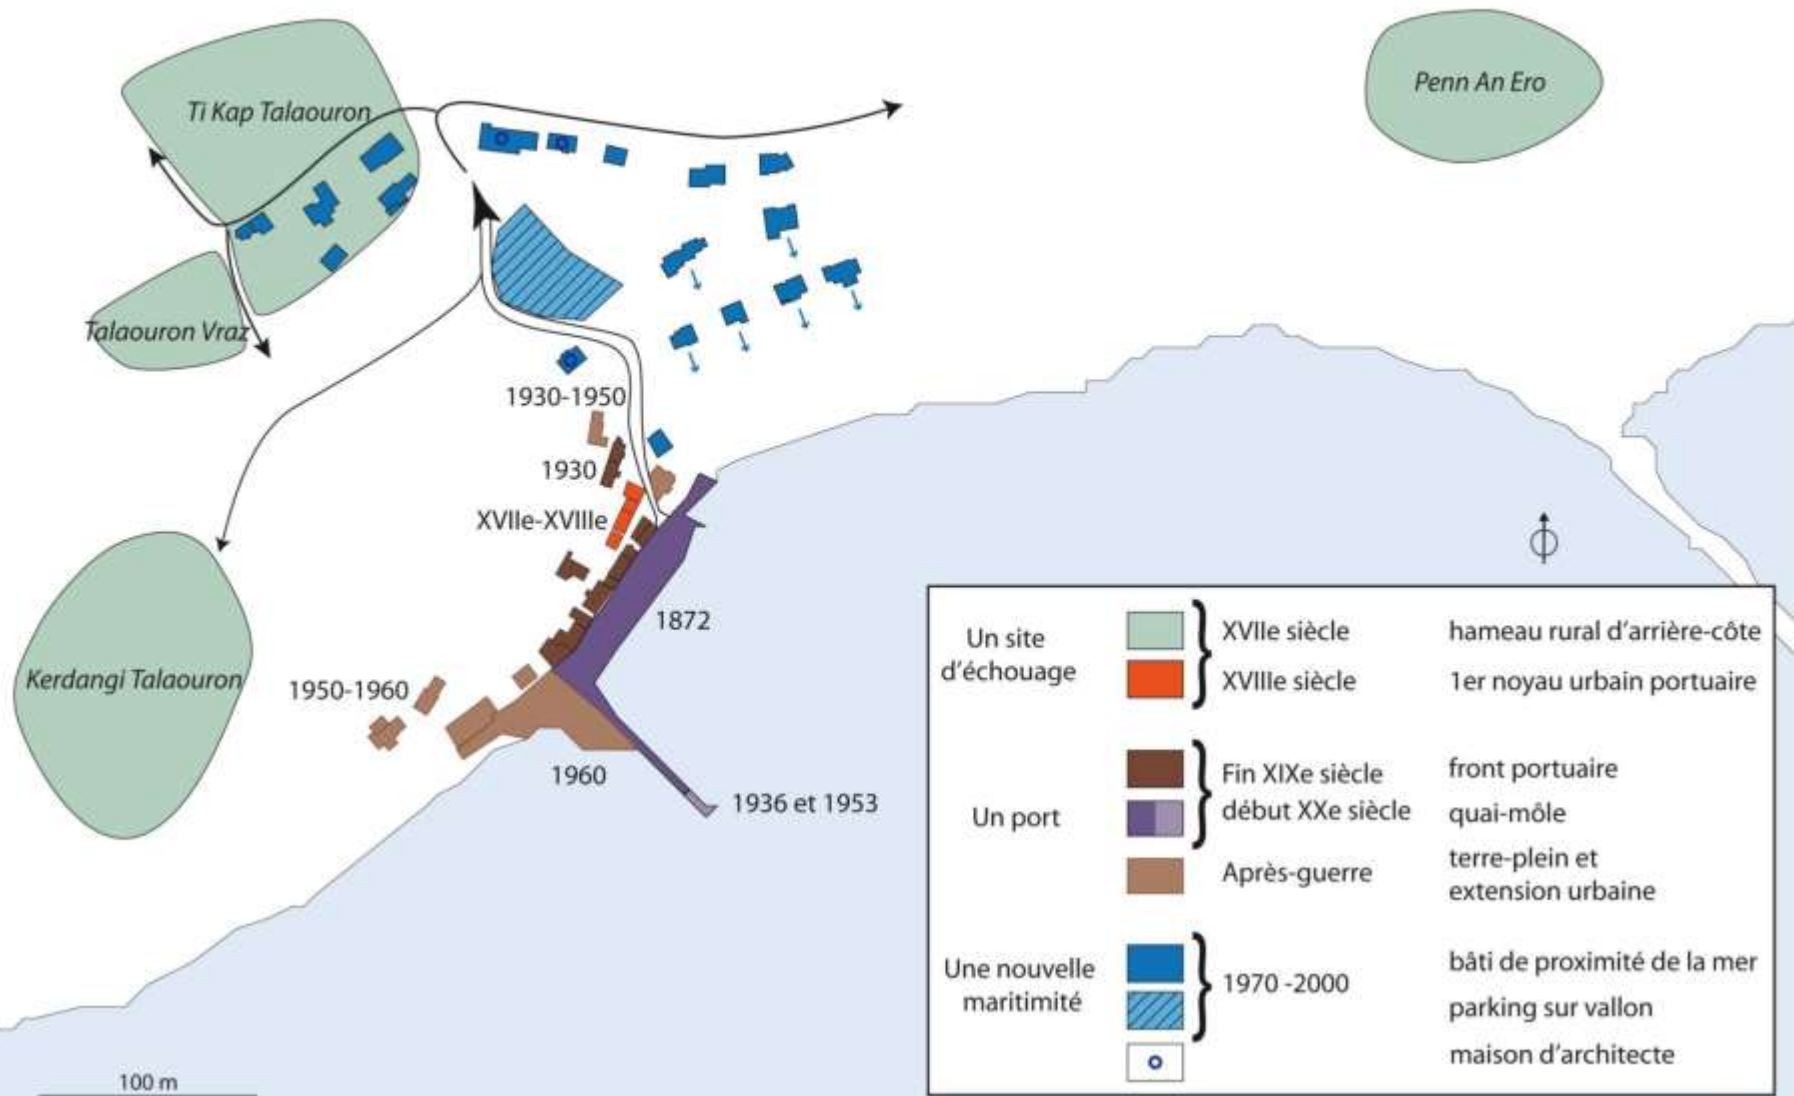 Ti Kap Talaouron
Penn An Ero
Talaouron Vraz
1930-1950
1930
XVIIe-XVIIIe
1872
Kerdangi Talaouron
1950-1960
1960
1936 et 1953
100 m
Un site
d'échouage
XVIIe siècle
hameau rural d'arrière-côte
XVIIIe siècle
1er noyau urbain portuaire
Un port
Fin XIXe siècle
début XXe siècle
front portuaire
quai-môle
Après-guerre
terre-plein et
extension urbaine
Une nouvelle
maritimité
1970 -2000
bâti de proximité de la mer
parking sur vallon
maison d'architecte